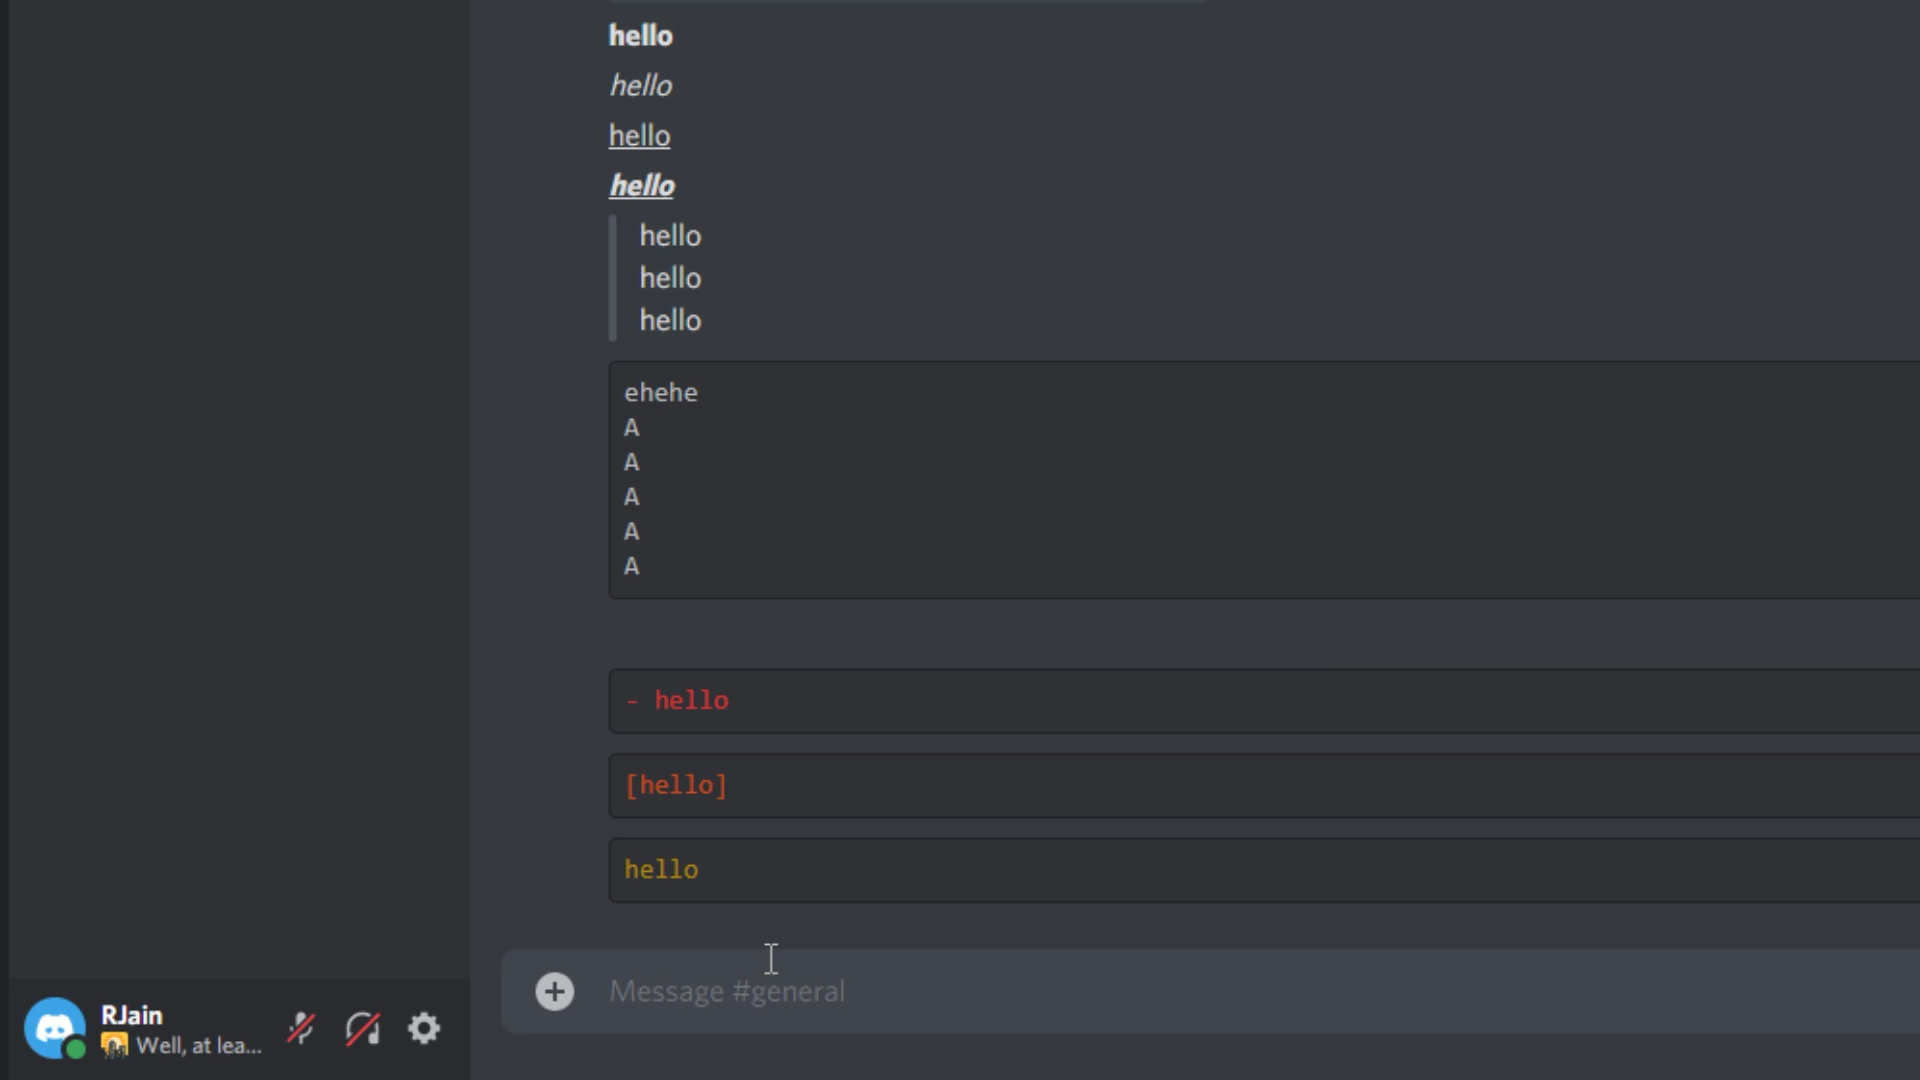 hello
hello
hello
hello
hello
hello
hello
ehehe
A
A
A
A
A
- hello
[hello]
hello
Message #general
RJain
Well, at lea...